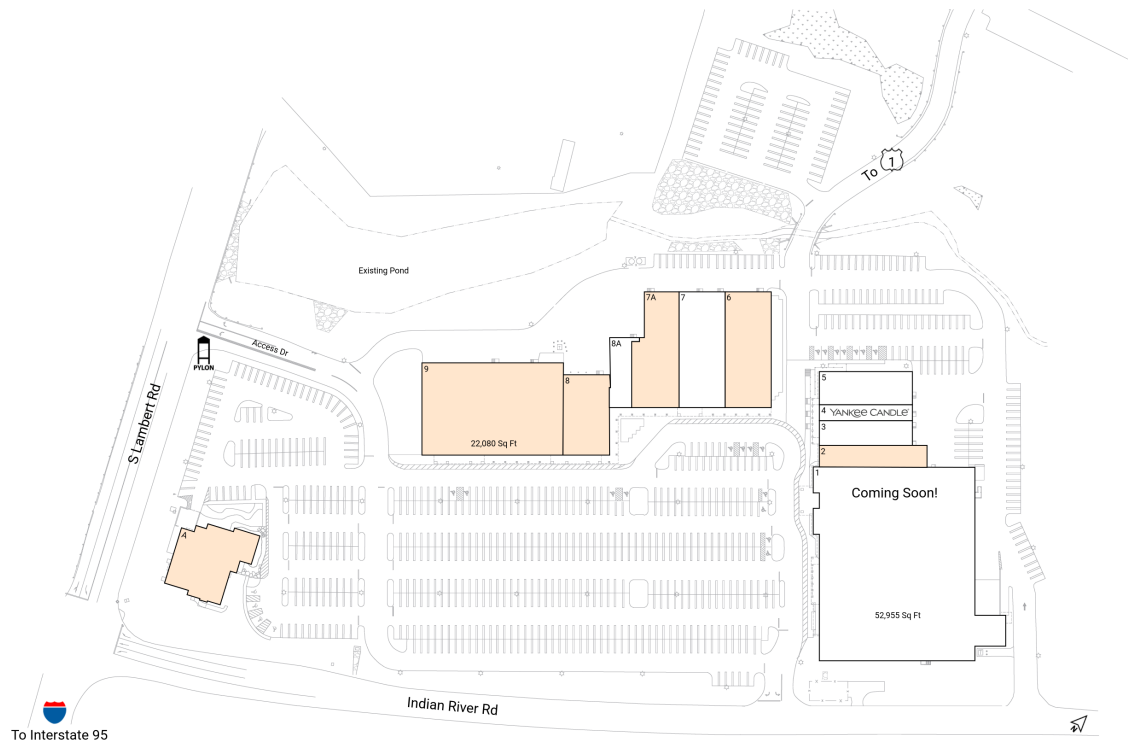 To 1
Existing Pond
7A
7
6
8A
Access Dr
PYLON
9
8
22,080 Sq Ft
5
4 YANKEE CANDLE
3
2
1
Coming Soon!
S Lambert Rd
A
52,955 Sq Ft
Indian River Rd
To Interstate 95